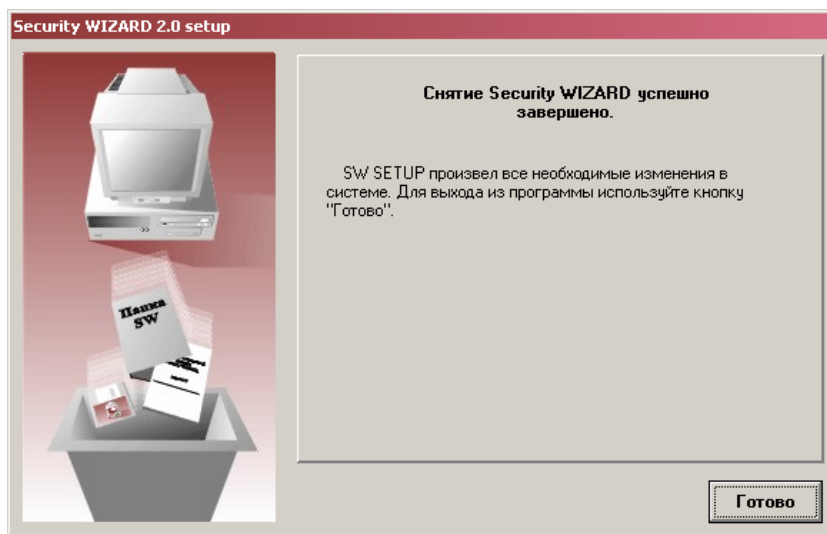 Security WIZARD 2.0 setup
Снятие Security WIZARD успешно
завершено.
SW SETUP произвел все необходимые изменения в
системе. Для выхода из программы используйте кнопку
"Готово".
Папка
SW
Готово